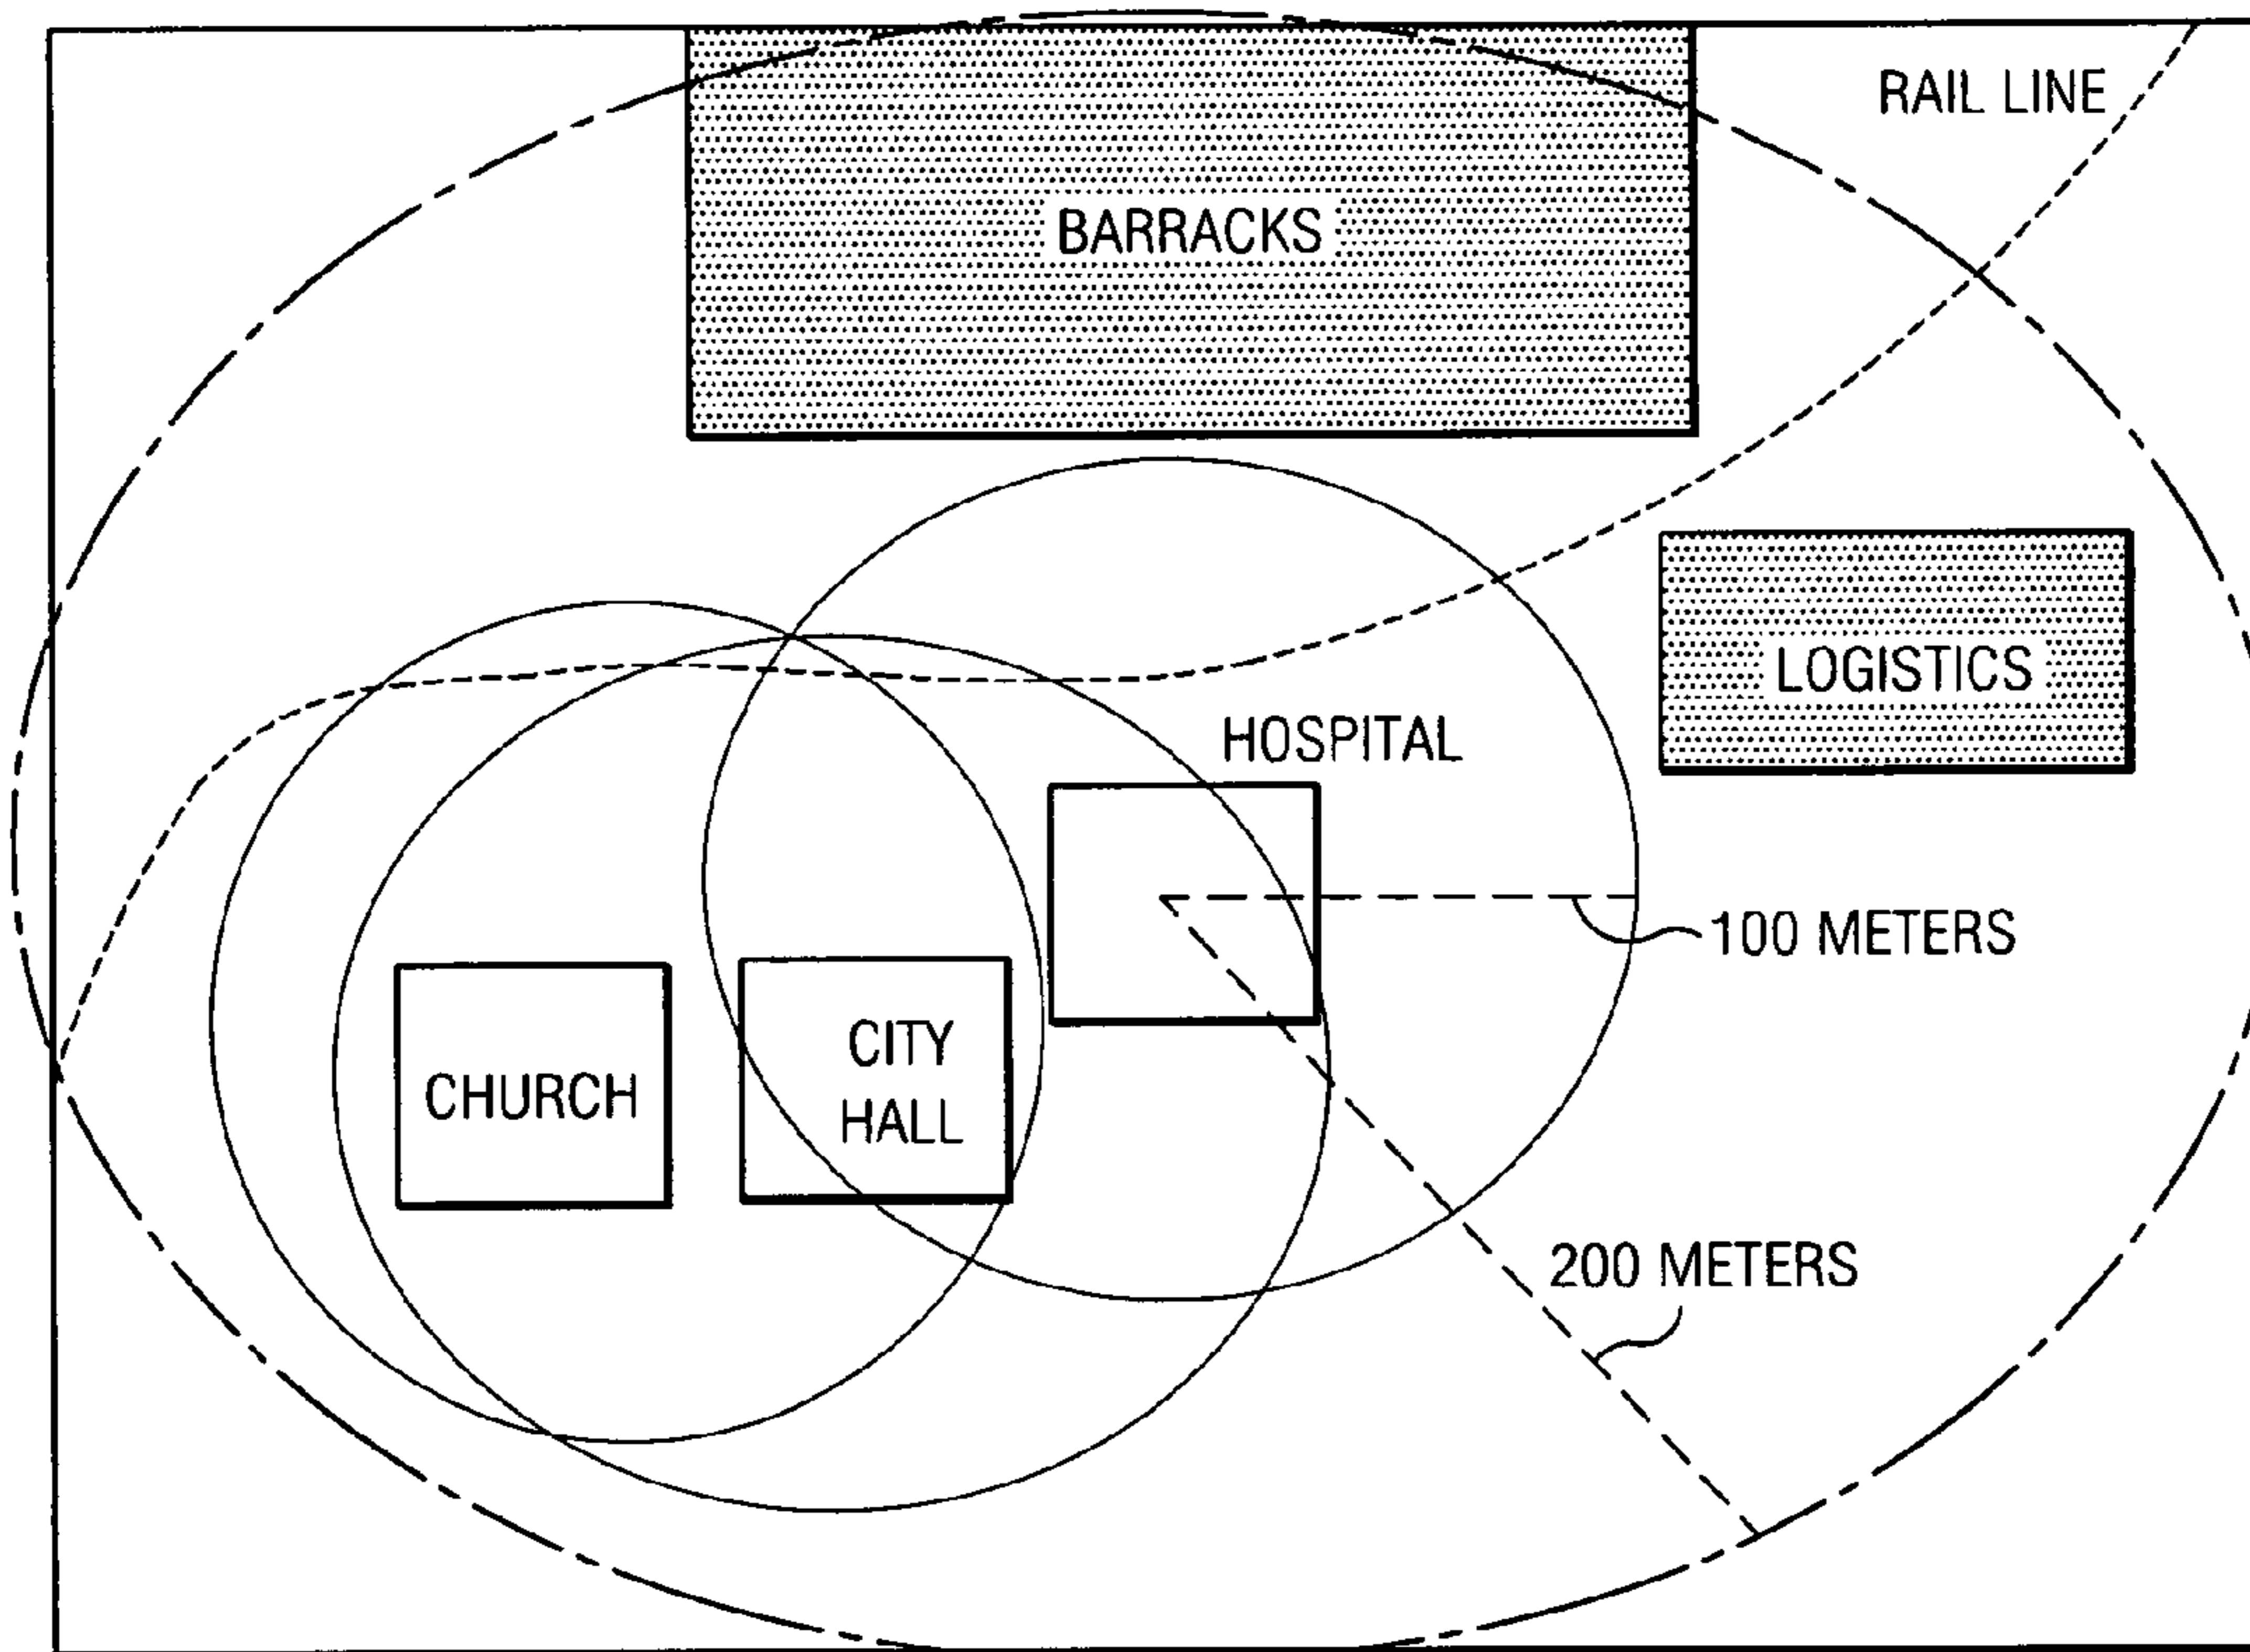 RAIL LINE
BARRACKS
LOGISTICS
HOSPITAL
100 METERS
CITY
HALL
CHURCH
200 METERS